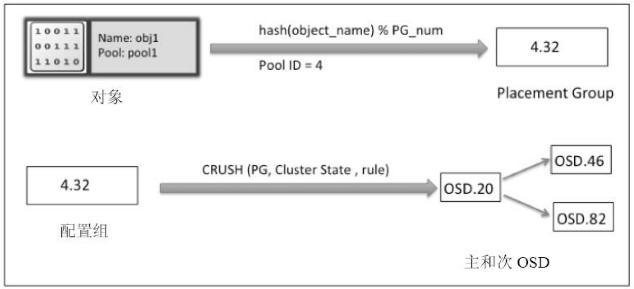 10011
00111
11010
Name: obj1
Pool: pool1
对象
hash(object_name) % PG_num
Pool ID = 4
4.32
Placement Group
4.32
配置组
CRUSH (PG, Cluster State , rule)
OSD.20
OSD.46
OSD.82
主和次 OSD